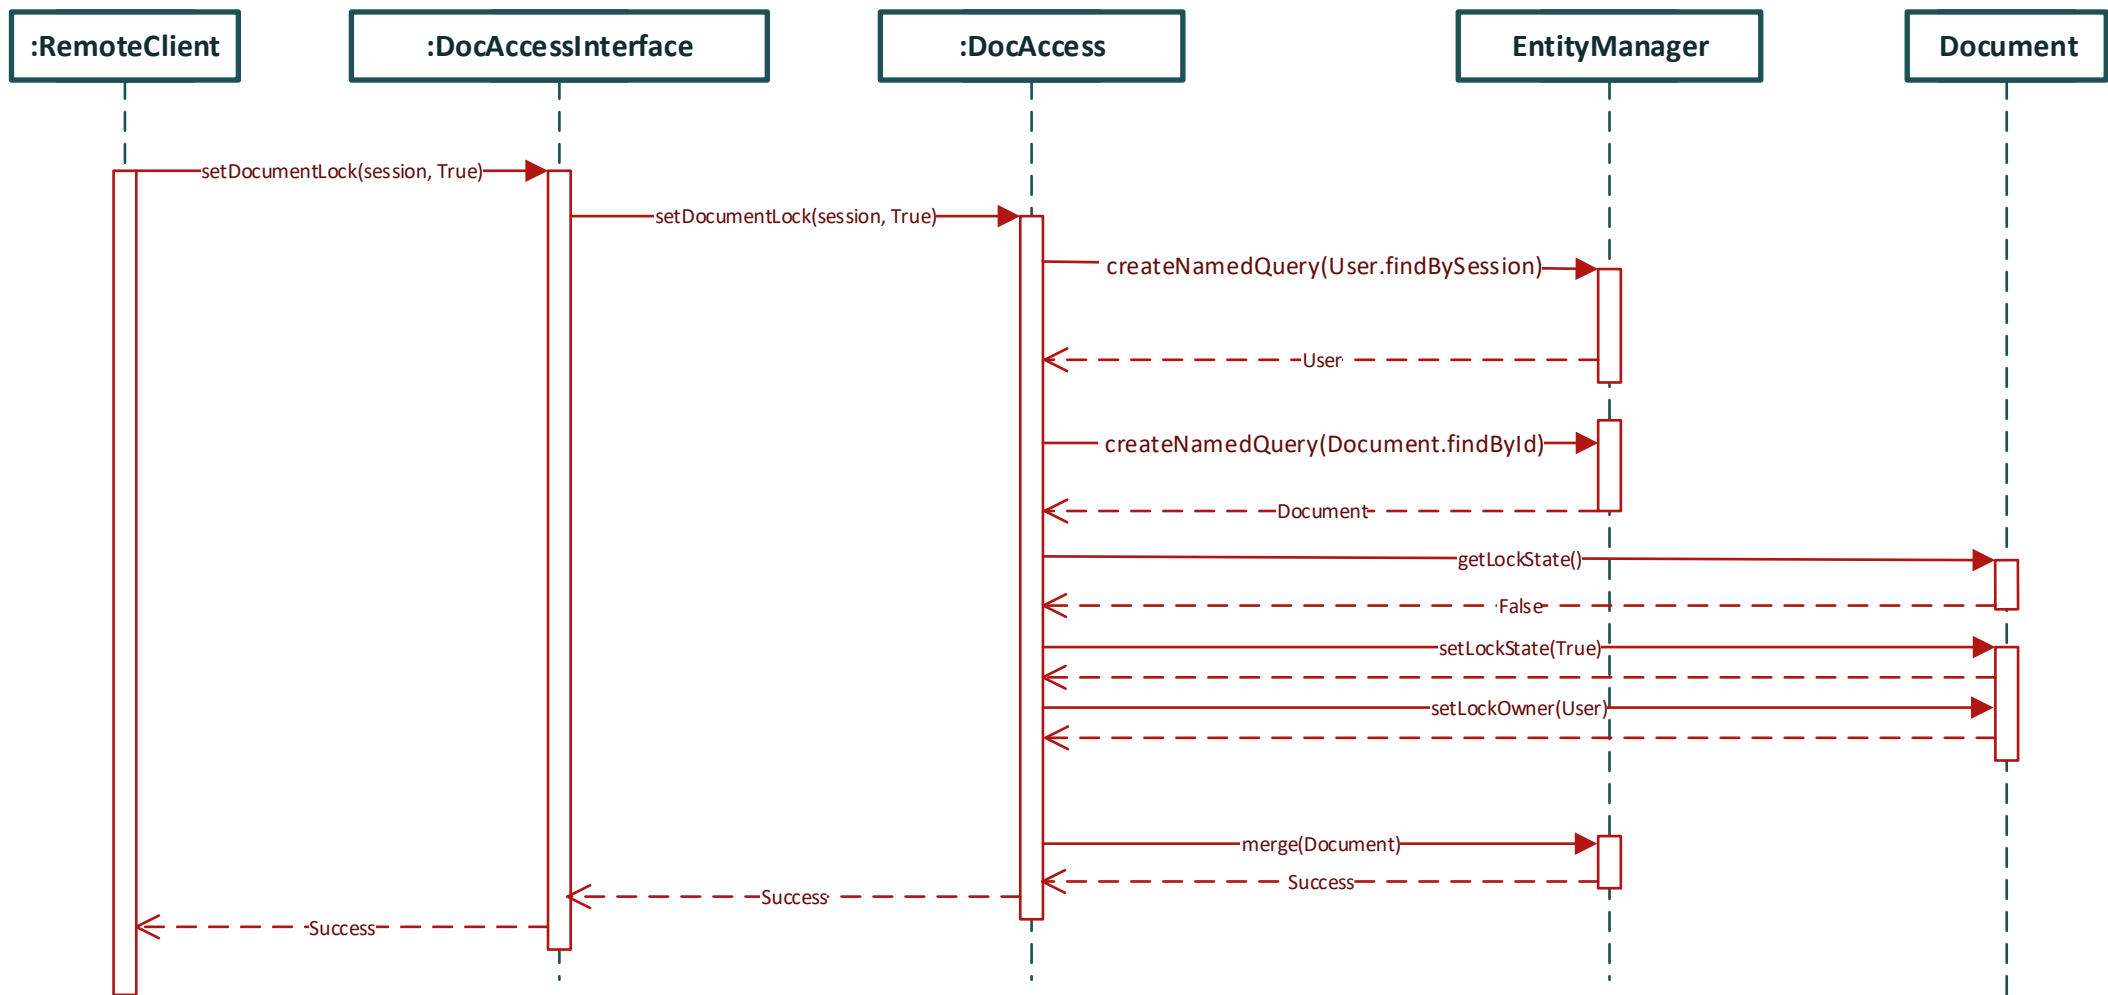 :RemoteClient
:DocAccessInterface
:DocAccess
EntityManager
Document
setDocumentLock(session, True)
setDocumentLock(session, True)
createNamedQuery(User.findBySession)
User
createNamedQuery(Document.findById)
Document
getLockState()
False
setLockState(True)
setLockOwner(User)
merge(Document)
Success
Success
Success